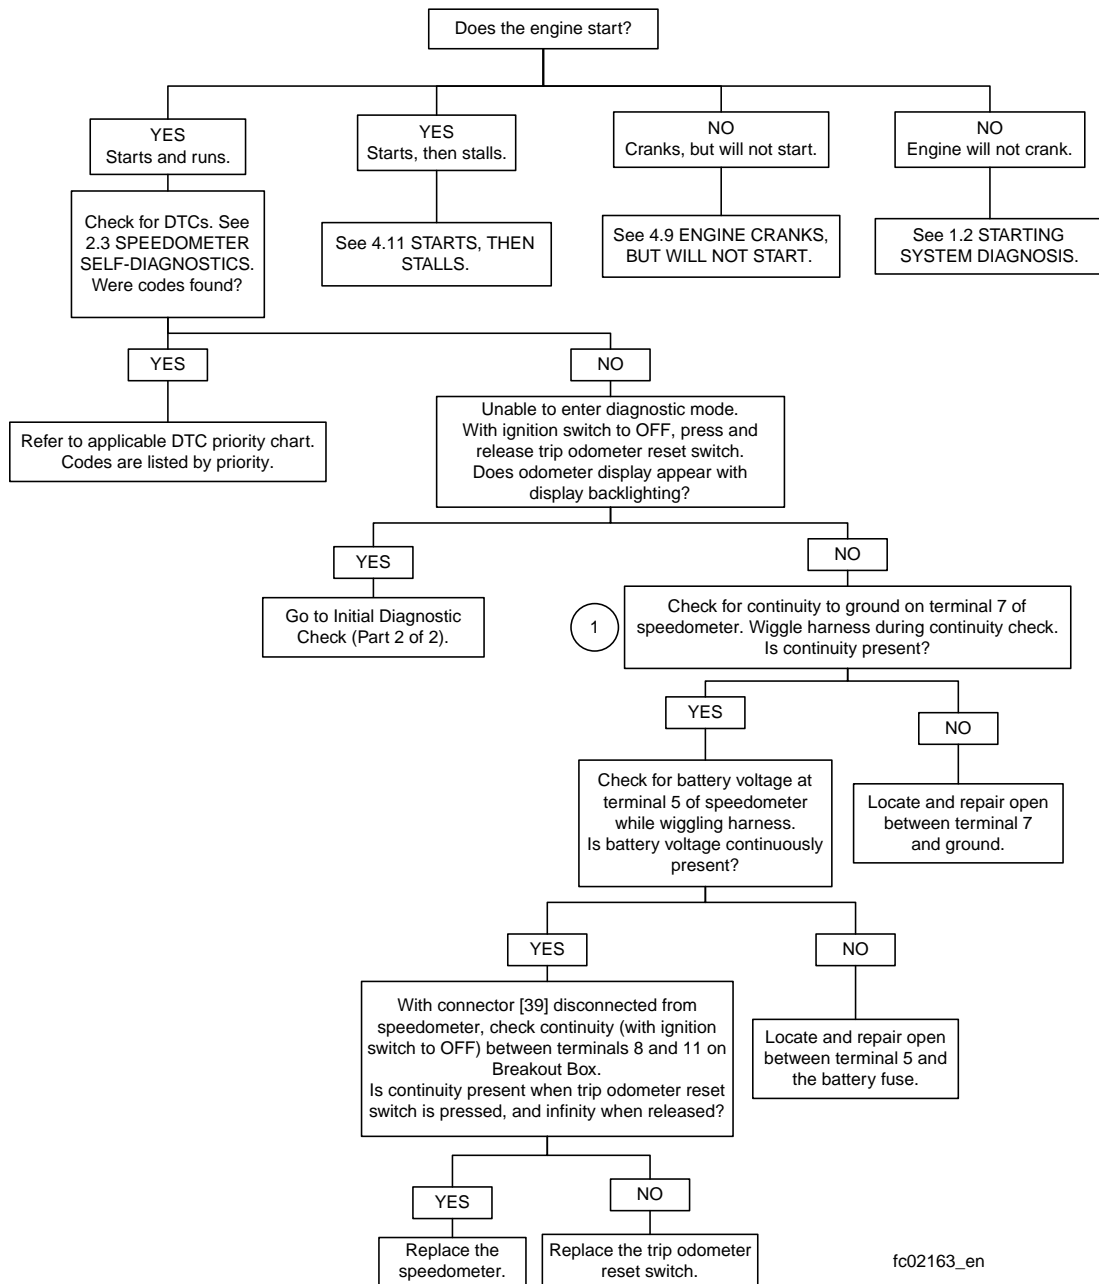 Does the engine start?
YES
Starts and runs.
YES
Starts, then stalls.
NO
Cranks, but will not start.
NO
Engine will not crank.
Check for DTCs. See
2.3 SPEEDOMETER
SELF-DIAGNOSTICS.
Were codes found?
See 4.11 STARTS, THEN
STALLS.
See 4.9 ENGINE CRANKS,
BUT WILL NOT START.
See 1.2 STARTING
SYSTEM DIAGNOSIS.
YES
NO
Refer to applicable DTC priority chart.
Codes are listed by priority.
Unable to enter diagnostic mode.
With ignition switch to OFF, press and
release trip odometer reset switch.
Does odometer display appear with
display backlighting?
YES
NO
Go to Initial Diagnostic
Check (Part 2 of 2).
1
Check for continuity to ground on terminal 7 of
speedometer. Wiggle harness during continuity check.
Is continuity present?
YES
NO
Check for battery voltage at
terminal 5 of speedometer
while wiggling harness.
Is battery voltage continuously
present?
Locate and repair open
between terminal 7
and ground.
YES
NO
With connector [39] disconnected from
speedometer, check continuity (with ignition
switch to OFF) between terminals 8 and 11 on
Breakout Box.
Is continuity present when trip odometer reset
switch is pressed, and infinity when released?
Locate and repair open
between terminal 5 and
the battery fuse.
YES
NO
Replace the
speedometer.
Replace the trip odometer
reset switch.
fc02163_en